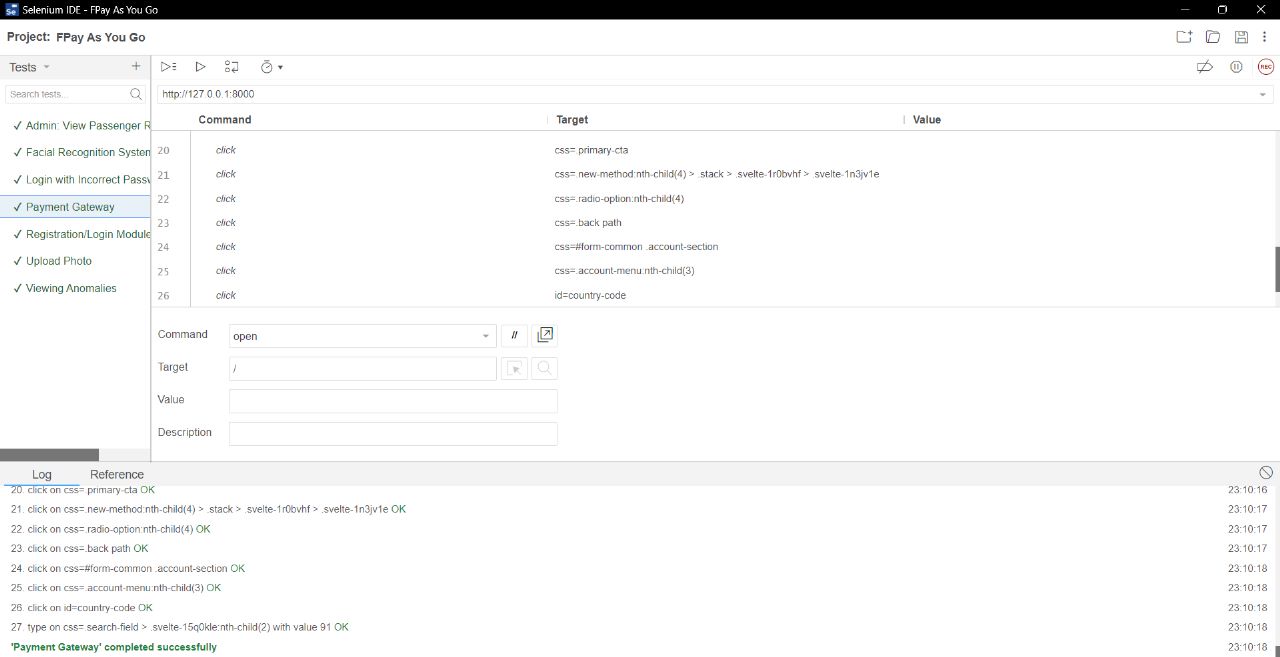 Selenium IDE - FPay As You Go
Project: FPay As You Go
Tests
Search tests...
✓ Admin: View Passenger R
✓ Facial Recognition System
✓ Login with Incorrect Passw
✓ Payment Gateway
✓ Registration/Login Module
✓ Upload Photo
✓ Viewing Anomalies
REC
http://127.0.0.1:8000
Command Target Value
20 click css=.primary-cta
21 click css=.new-method:nth-child(4) > .stack > .svelte-1r0bvhf > .svelte-1n3jv1e
22 click css=.radio-option:nth-child(4)
23 click css=.back path
24 click css=#form-common .account-section
25 click css=.account-menu:nth-child(3)
26 click id=country-code
Command open //
Target /
Value
Description
Log Reference
20. click on css=.primary-cta OK 23:10:16
21. click on css=.new-method:nth-child(4) > .stack > .svelte-1r0bvhf > .svelte-1n3jv1e OK 23:10:17
22. click on css=.radio-option:nth-child(4) OK 23:10:17
23. click on css=.back path OK 23:10:17
24. click on css=#form-common .account-section OK 23:10:18
25. click on css=.account-menu:nth-child(3) OK 23:10:18
26. click on id=country-code OK 23:10:18
27. type on css=.search-field > .svelte-15q0kle:nth-child(2) with value 91 OK 23:10:18
'Payment Gateway' completed successfully 23:10:18